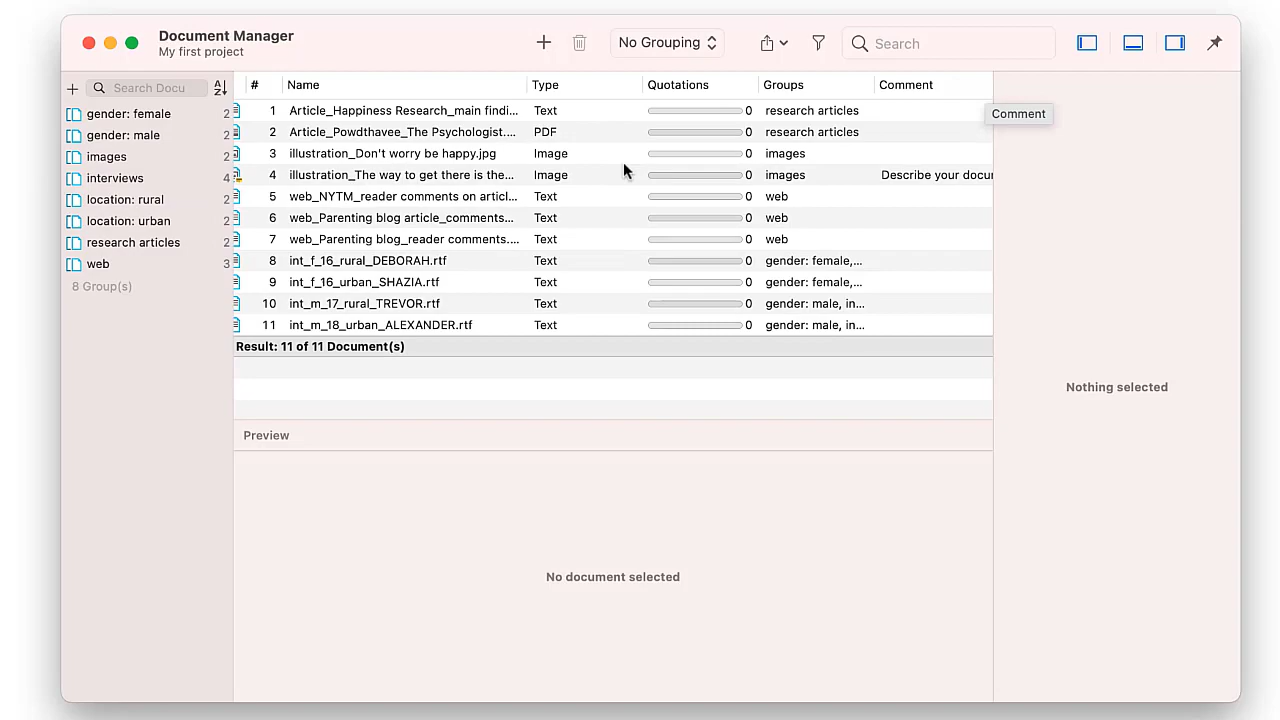 Document Manager
My first project
No Grouping
Search
Search Docu
gender: female 2
gender: male 2
images 2
interviews 4
location: rural 2
location: urban 2
research articles 2
web 3
8 Group(s)
# Name Type Quotations Groups Comment
1 Article_Happiness Research_main findi... Text 0 research articles
2 Article_Powdthavee_The Psychologist.... PDF 0 research articles
3 illustration_Don't worry be happy.jpg Image 0 images
4 illustration_The way to get there is the... Image 0 images Describe your docu
5 web_NYTM_reader comments on articl... Text 0 web
6 web_Parenting blog article_comments... Text 0 web
7 web_Parenting blog_reader comments.... Text 0 web
8 int_f_16_rural_DEBORAH.rtf Text 0 gender: female,...
9 int_f_16_urban_SHAZIA.rtf Text 0 gender: female,...
10 int_m_17_rural_TREVOR.rtf Text 0 gender: male, in...
11 int_m_18_urban_ALEXANDER.rtf Text 0 gender: male, in...
Result: 11 of 11 Document(s)
Comment
Preview
No document selected
Nothing selected